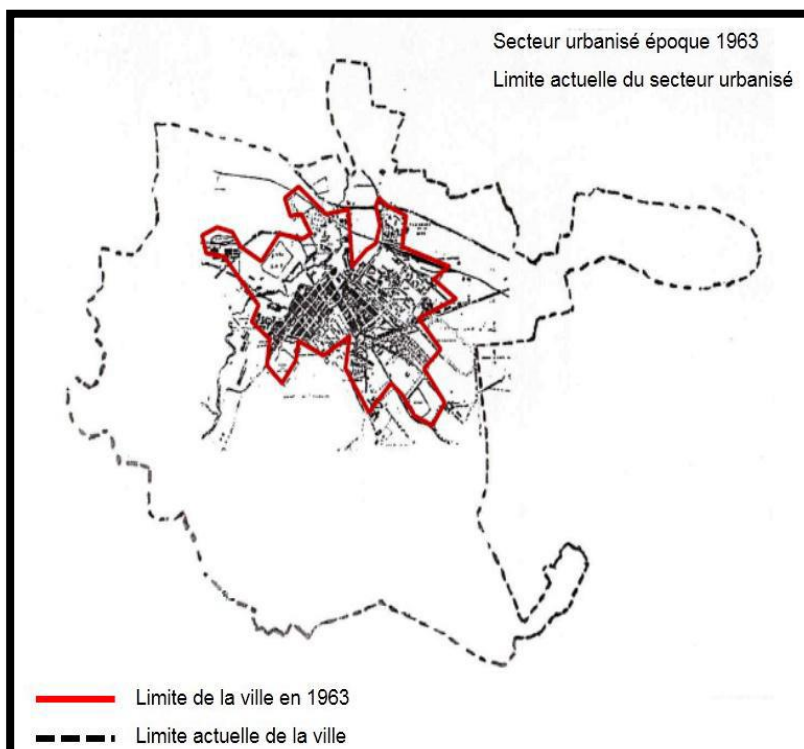 Secteur urbanisé époque 1963
Limite actuelle du secteur urbanisé
Limite de la ville en 1963
Limite actuelle de la ville